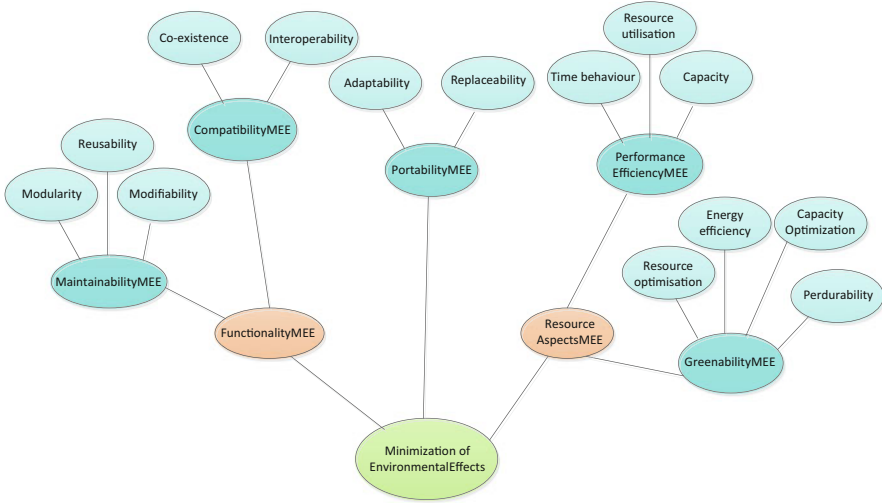 Resource
utilisation
Co-existence
Interoperability
Adaptability
Replaceability
Time behaviour
Capacity
CompatibilityMEE
Reusability
PortabilityMEE
Performance
EfficiencyMEE
Modularity
Modifiability
Energy
efficiency
Capacity
Optimization
Resource
optimisation
MaintainabilityMEE
Perdurability
FunctionalityMEE
Resource
AspectsMEE
GreenabilityMEE
Minimization of
EnvironmentalEffects